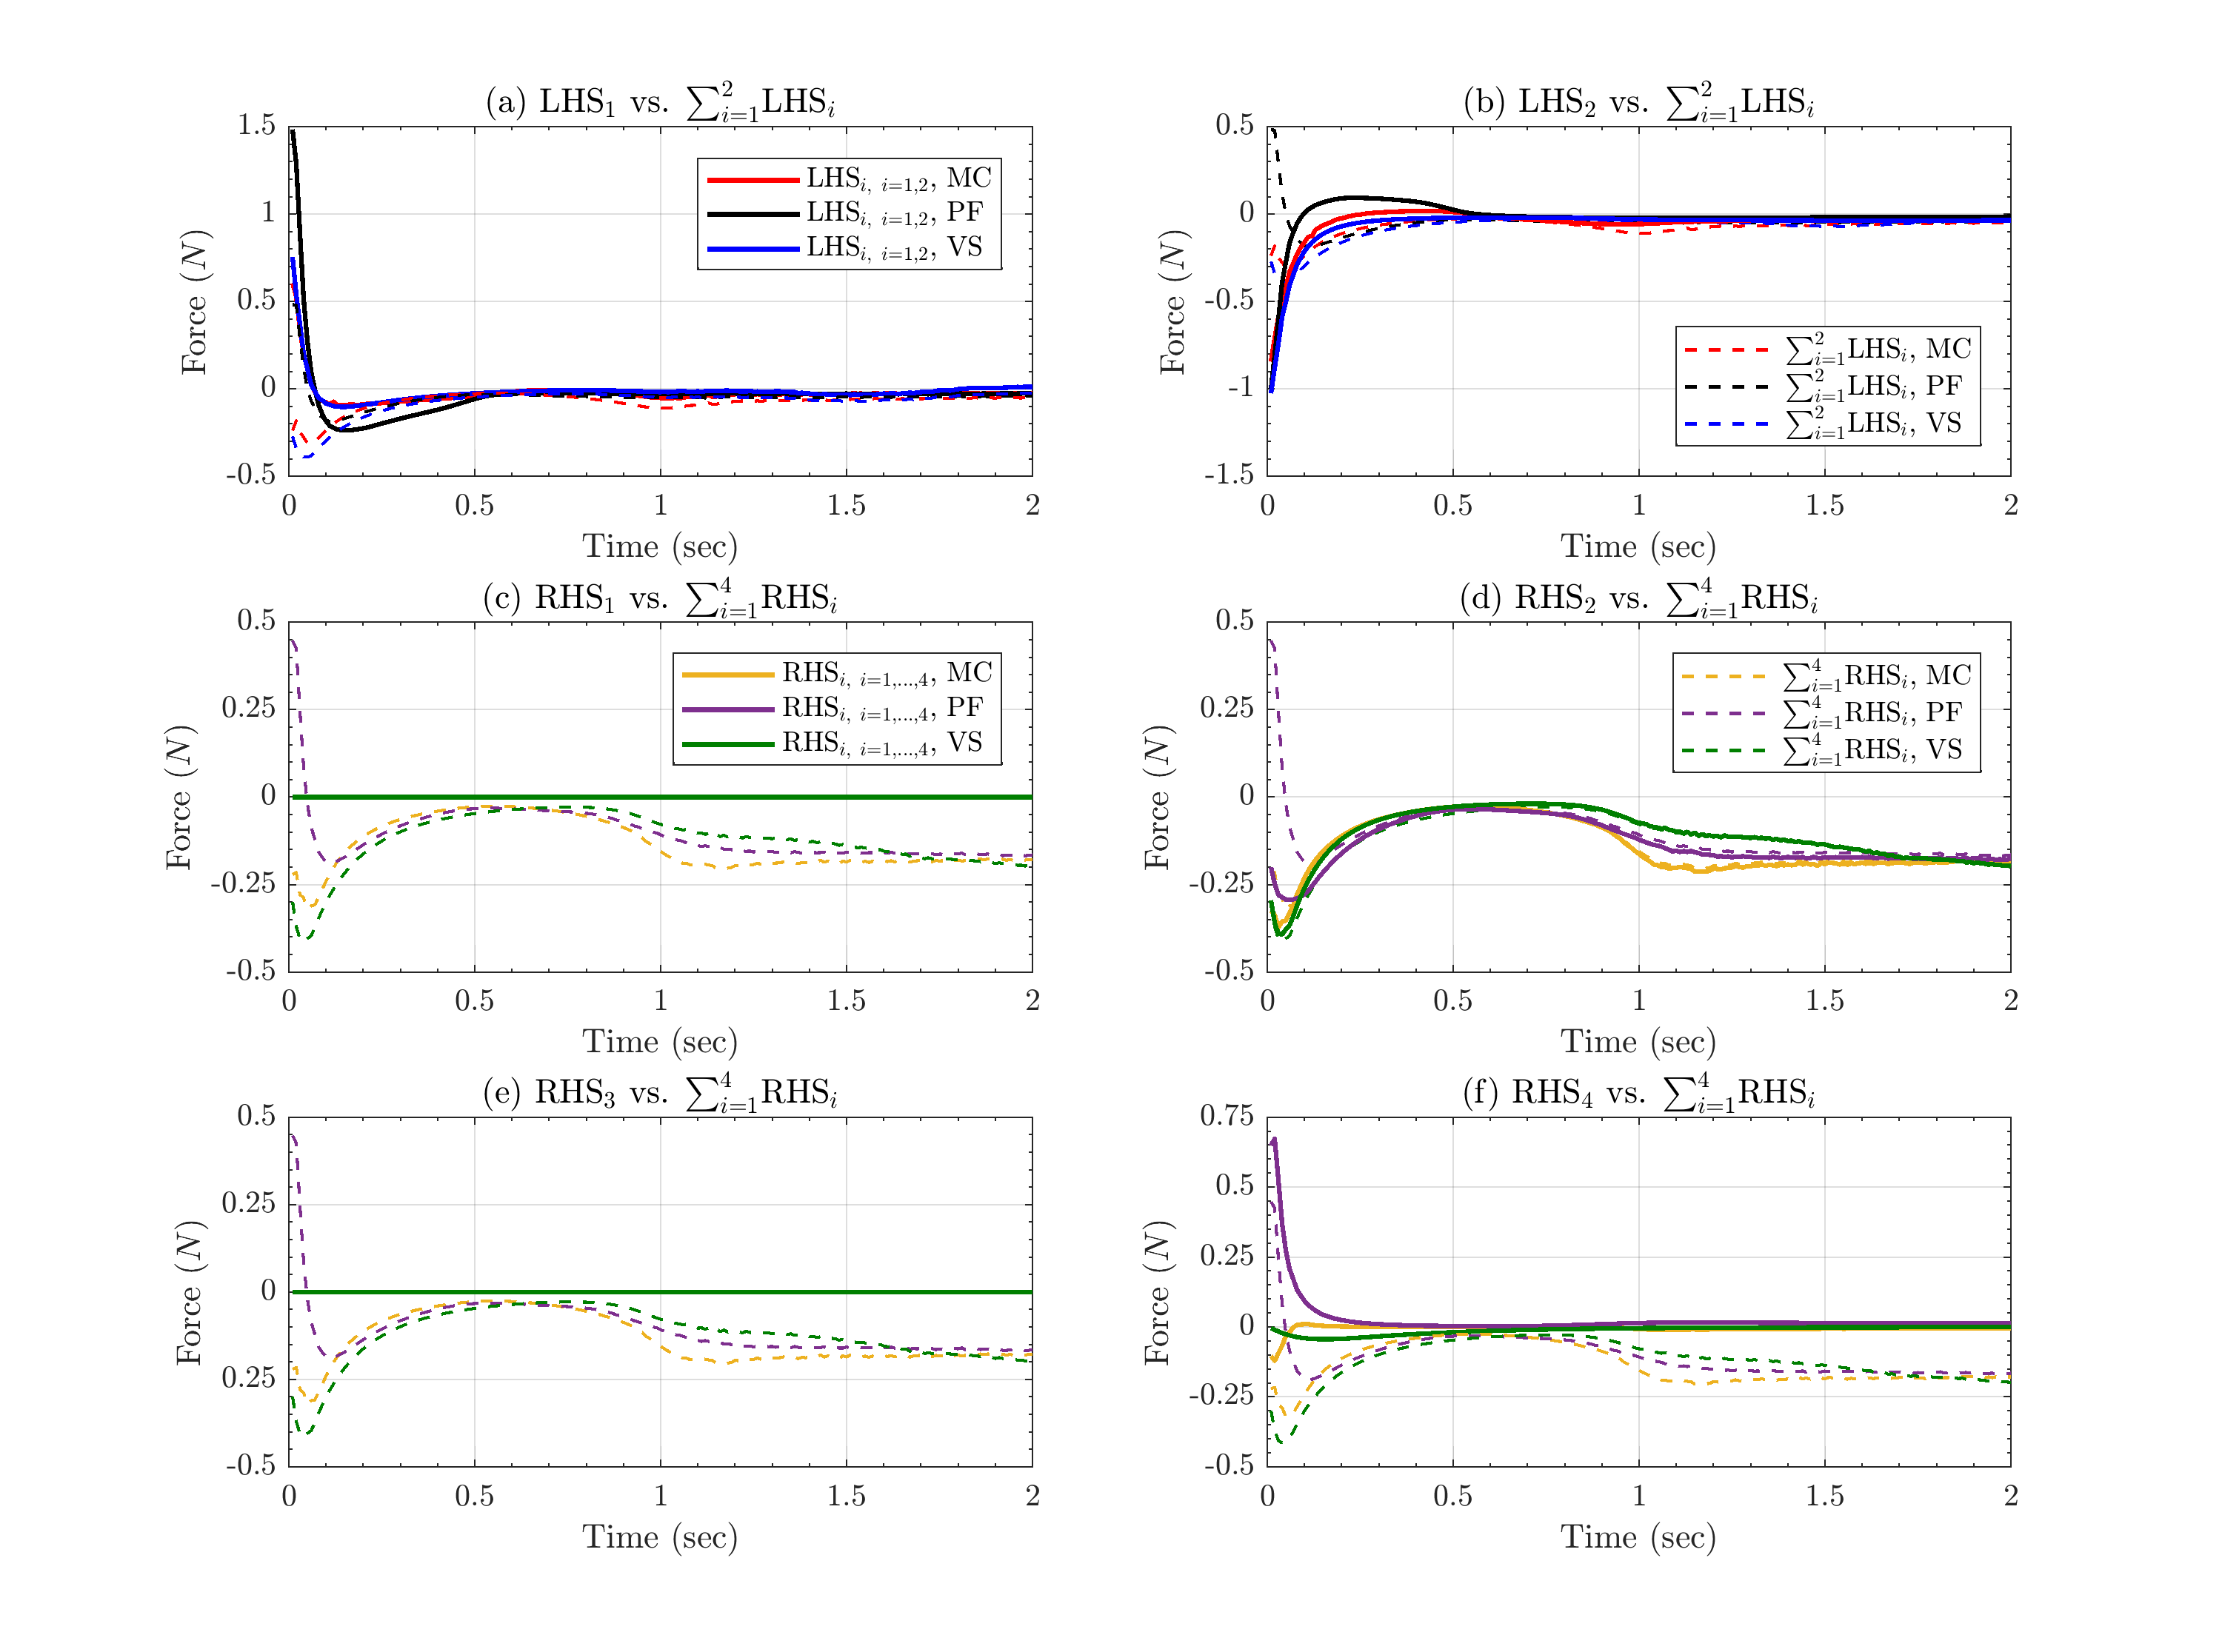 (a) LHS₁ vs. ∑²ᵢ₌₁LHSᵢ
1.5
1
0.5
0
-0.5
Force (N)
LHSᵢ, ᵢ₌₁,₂, MC
LHSᵢ, ᵢ₌₁,₂, PF
LHSᵢ, ᵢ₌₁,₂, VS
0 0.5 1 1.5 2
Time (sec)
(b) LHS₂ vs. ∑²ᵢ₌₁LHSᵢ
0.5
0
-0.5
-1
-1.5
Force (N)
∑²ᵢ₌₁LHSᵢ, MC
∑²ᵢ₌₁LHSᵢ, PF
∑²ᵢ₌₁LHSᵢ, VS
0 0.5 1 1.5 2
Time (sec)
(c) RHS₁ vs. ∑⁴ᵢ₌₁RHSᵢ
0.5
0.25
0
-0.25
-0.5
Force (N)
RHSᵢ, ᵢ₌₁,...,₄, MC
RHSᵢ, ᵢ₌₁,...,₄, PF
RHSᵢ, ᵢ₌₁,...,₄, VS
0 0.5 1 1.5 2
Time (sec)
(d) RHS₂ vs. ∑⁴ᵢ₌₁RHSᵢ
0.5
0.25
0
-0.25
-0.5
Force (N)
∑⁴ᵢ₌₁RHSᵢ, MC
∑⁴ᵢ₌₁RHSᵢ, PF
∑⁴ᵢ₌₁RHSᵢ, VS
0 0.5 1 1.5 2
Time (sec)
(e) RHS₃ vs. ∑⁴ᵢ₌₁RHSᵢ
0.5
0.25
0
0.25
-0.5
Force (N)
0 0.5 1 1.5 2
Time (sec)
(f) RHS₄ vs. ∑⁴ᵢ₌₁RHSᵢ
0.75
0.5
0.25
0
-0.25
-0.5
Force (N)
0 0.5 1 1.5 2
Time (sec)